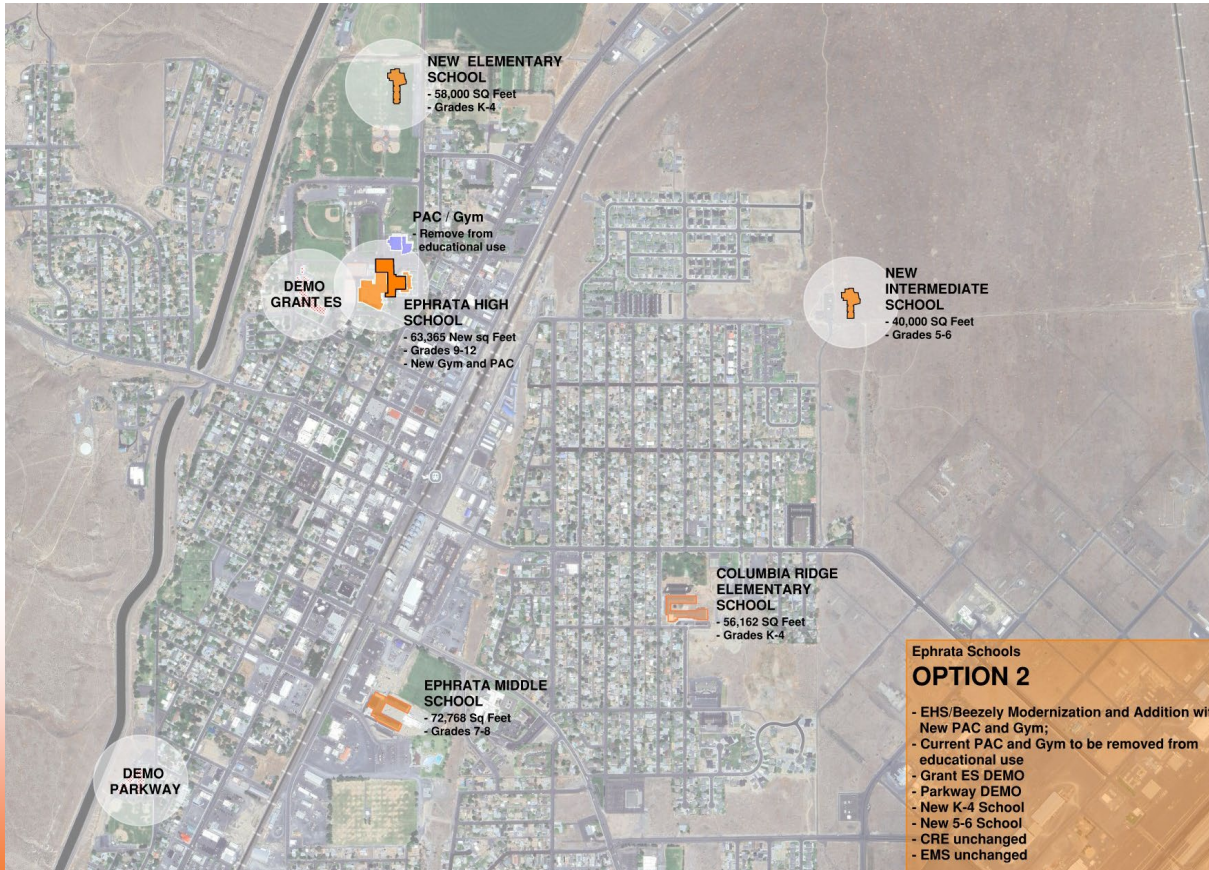 NEW ELEMENTARY
SCHOOL
- 58,000 SQ Feet
- Grades K-4
PAC / Gym
- Remove from
educational use
DEMO
GRANT ES
EPHRATA HIGH
SCHOOL
- 63,365 New sq Feet
- Grades 9-12
- New Gym and PAC
NEW
INTERMEDIATE
SCHOOL
- 40,000 SQ Feet
- Grades 5-6
COLUMBIA RIDGE
ELEMENTARY
SCHOOL
- 56,162 SQ Feet
- Grades K-4
EPHRATA MIDDLE
SCHOOL
- 72,768 Sq Feet
- Grades 7-8
DEMO
PARKWAY
Ephrata Schools
OPTION 2
- EHS/Beezely Modernization and Addition wit
New PAC and Gym;
- Current PAC and Gym to be removed from
educational use
- Grant ES DEMO
- Parkway DEMO
- New K-4 School
- New 5-6 School
- CRE unchanged
- EMS unchanged